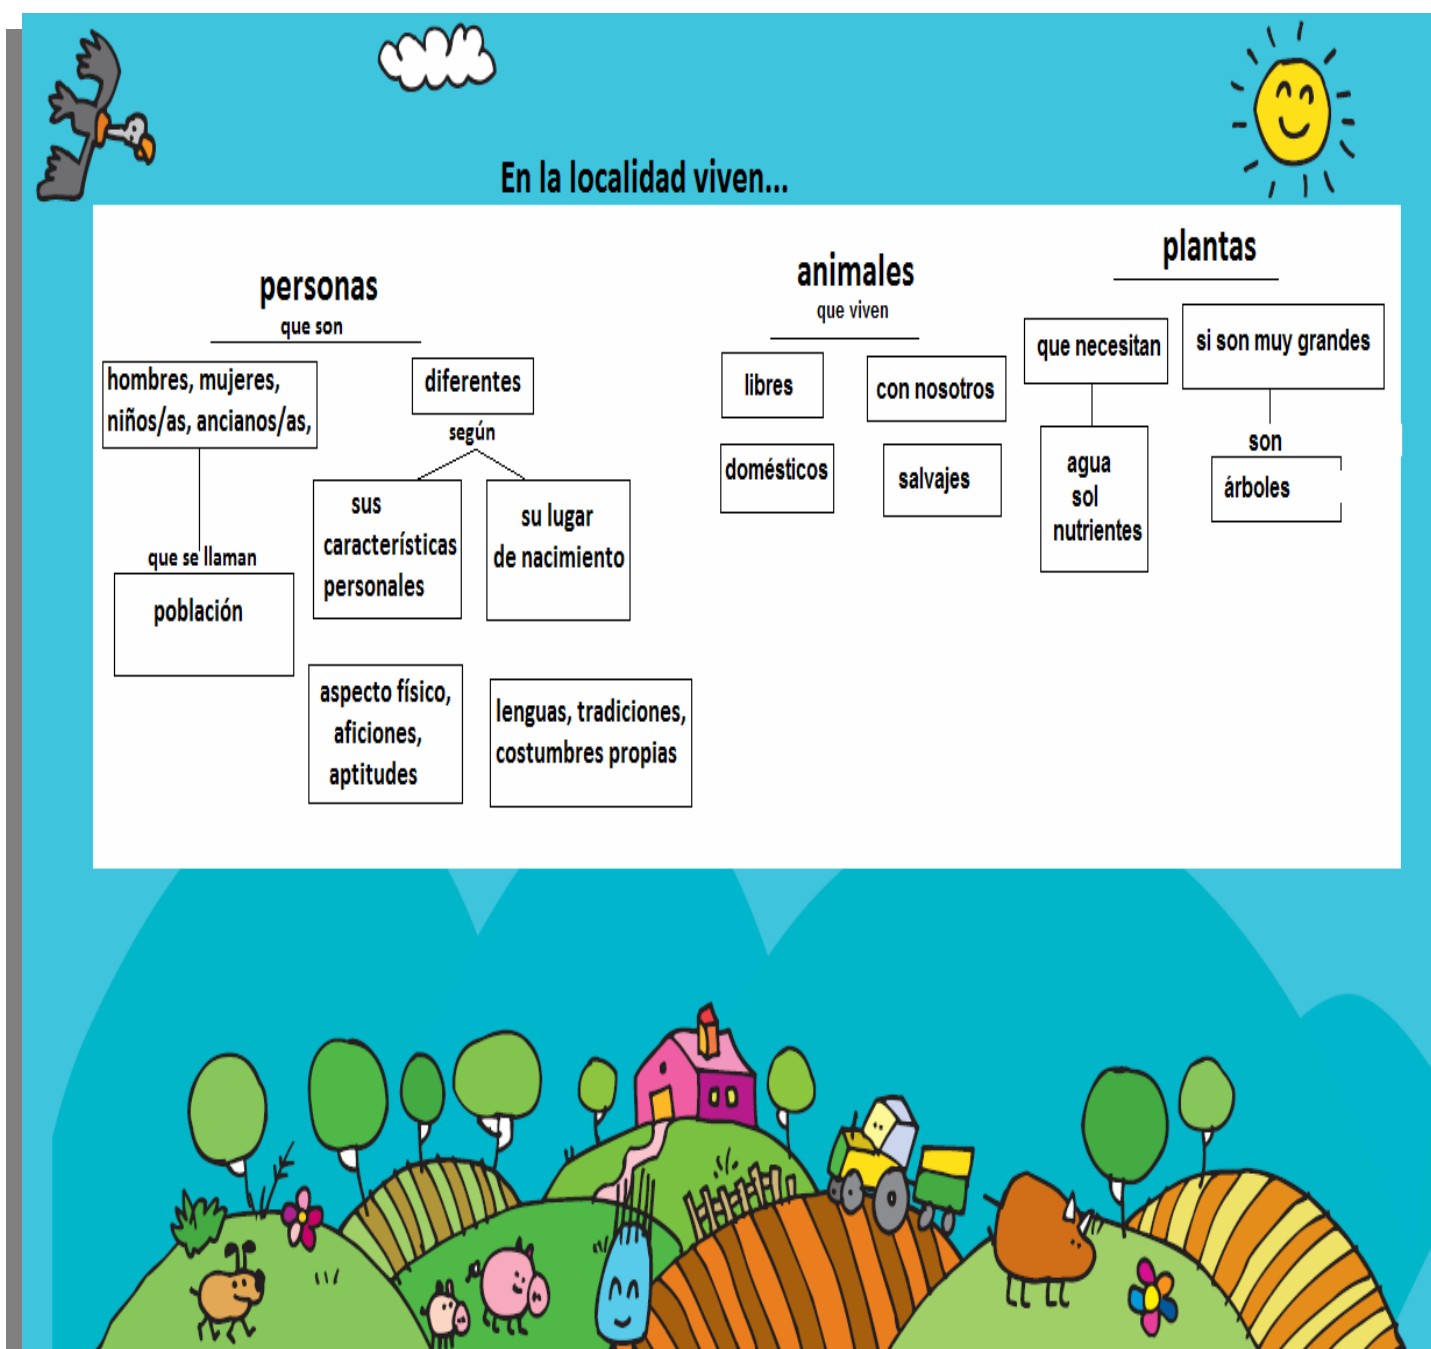 En la localidad viven...
personas
que son
hombres, mujeres,
niños/as, ancianos/as,
que se llaman
población
diferentes
según
sus
características
personales
su lugar
de nacimiento
aspecto físico,
aficiones,
aptitudes
lenguas, tradiciones,
costumbres propias
animales
que viven
libres
con nosotros
domésticos
salvajes
plantas
que necesitan
agua
sol
nutrientes
si son muy grandes
son
árboles